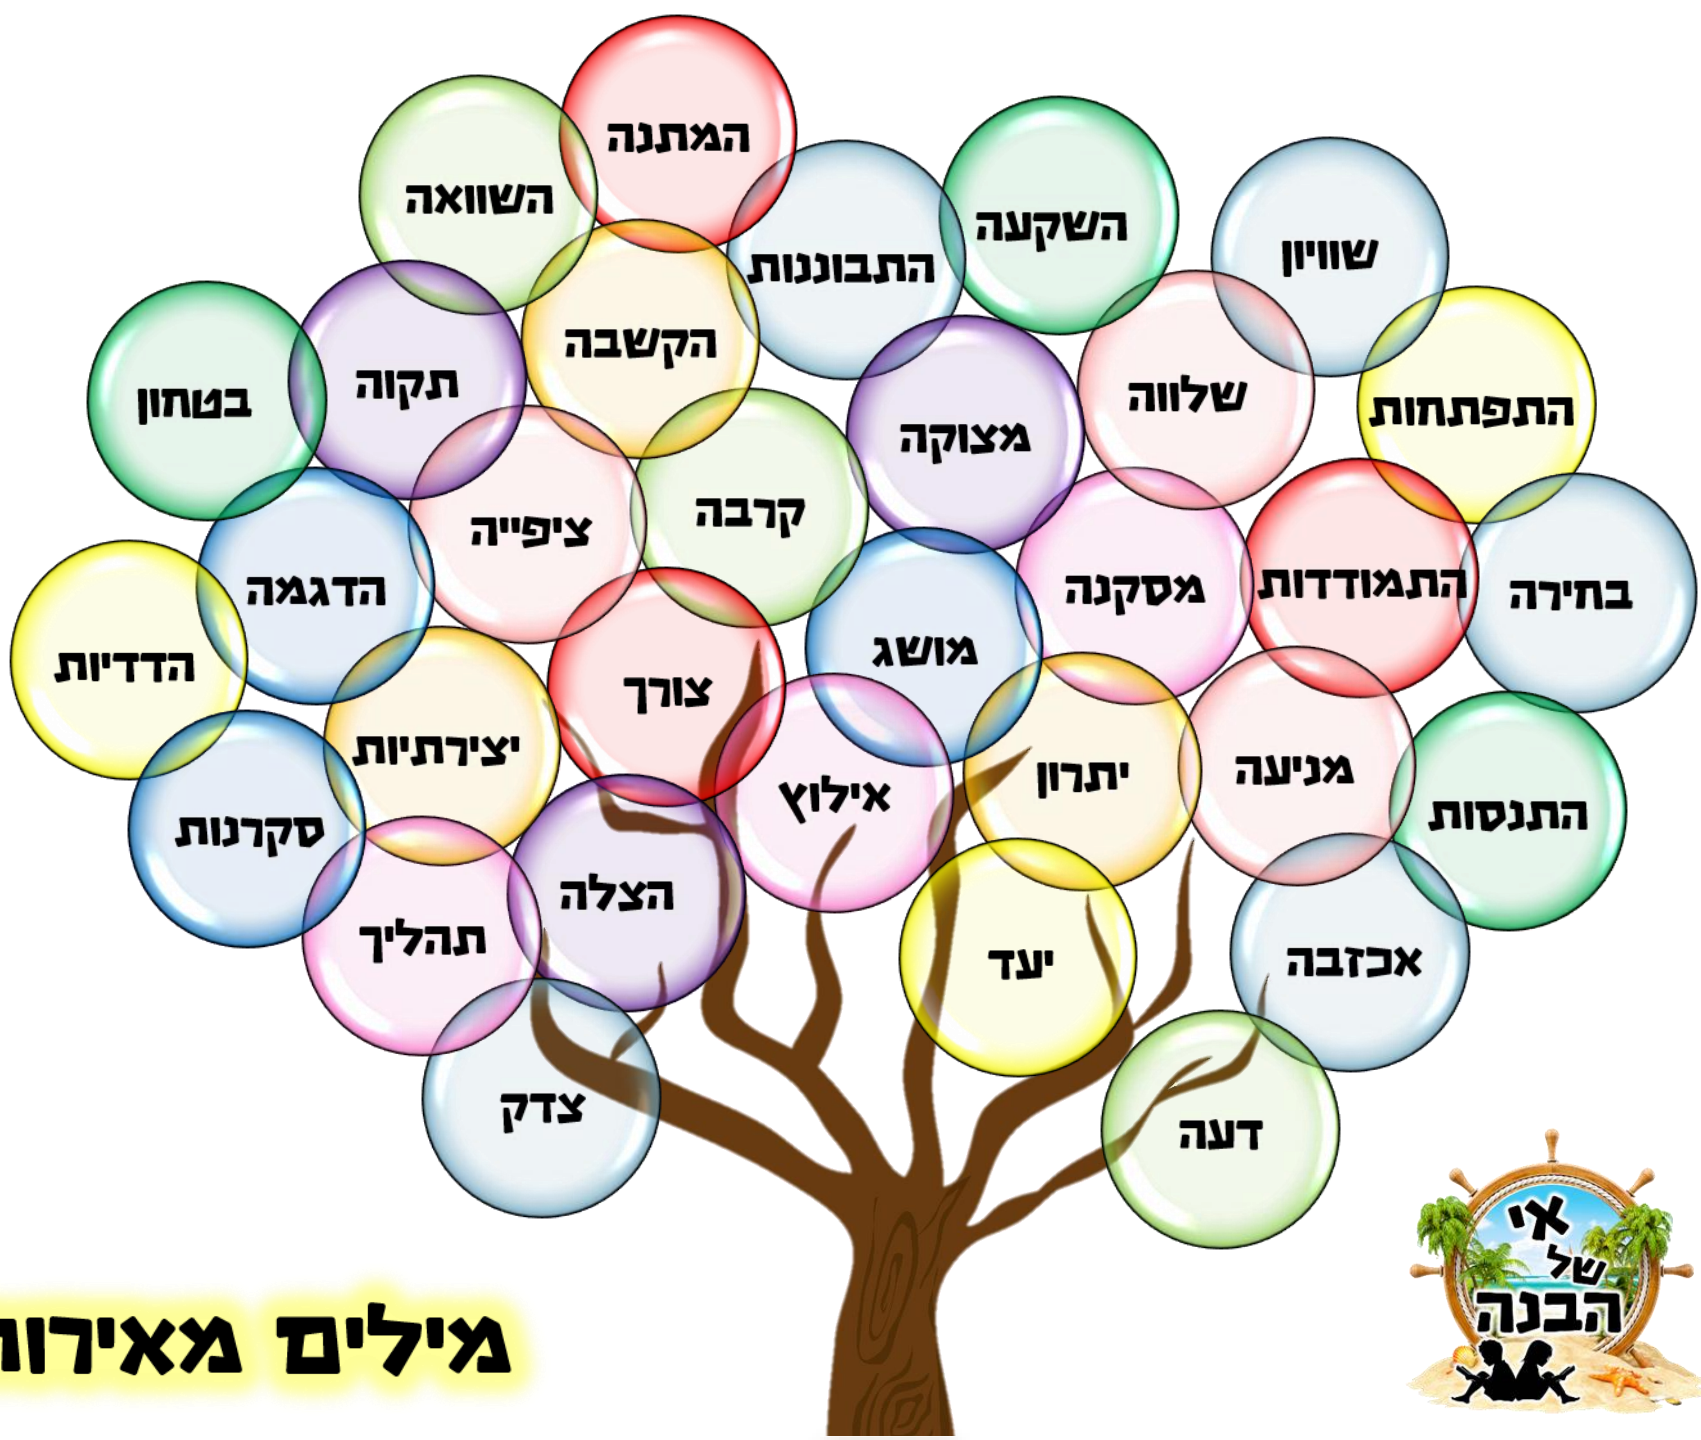 המתנה
השוואה
השקעה
שוויון
התבוננות
הקשבה
תקוה
בטחון
שלווה
התפתחות
מצוקה
קרבה
ציפייה
הדגמה
מסקנה
התמודדות
בחירה
הדדיות
מושג
צורך
יצירתיות
יתרון
מניעה
אילוץ
התנסות
סקרנות
הצלה
תהליך
יעד
אכזבה
צדק
דעה
מילים מאירות
אי
של
הבנה